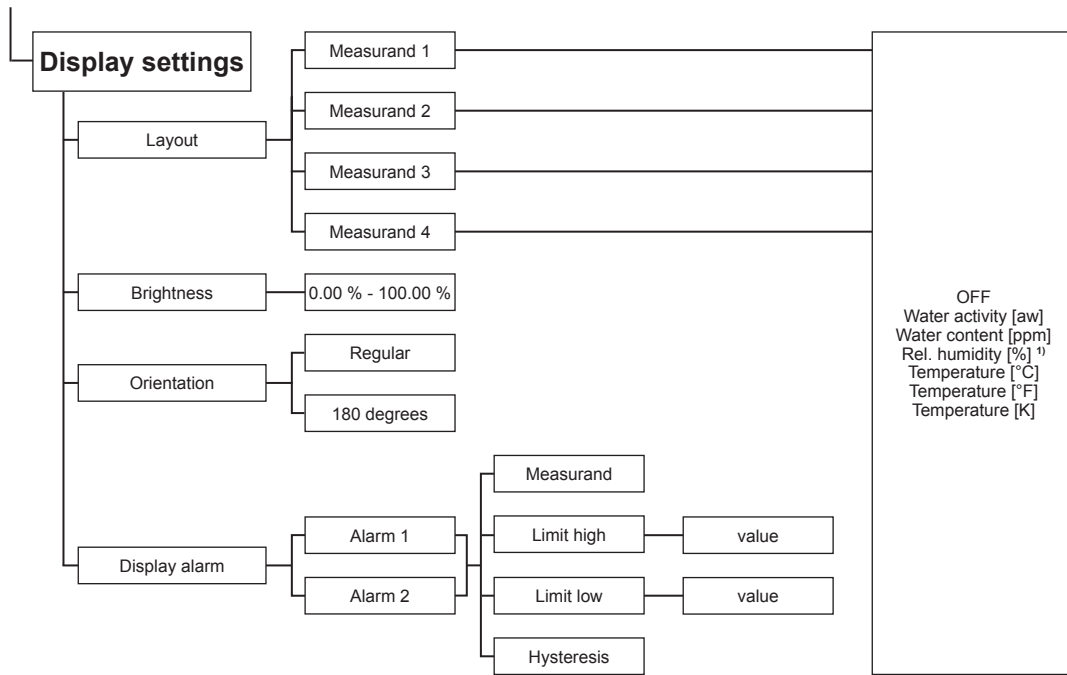 Display settings
Layout
Measurand 1
Measurand 2
Measurand 3
Measurand 4
Brightness
0.00 % - 100.00 %
Orientation
Regular
180 degrees
Display alarm
Alarm 1
Alarm 2
Measurand
Limit high
value
Limit low
value
Hysteresis
OFF
Water activity [aw]
Water content [ppm]
Rel. humidity [%] ¹⁾
Temperature [°C]
Temperature [°F]
Temperature [K]